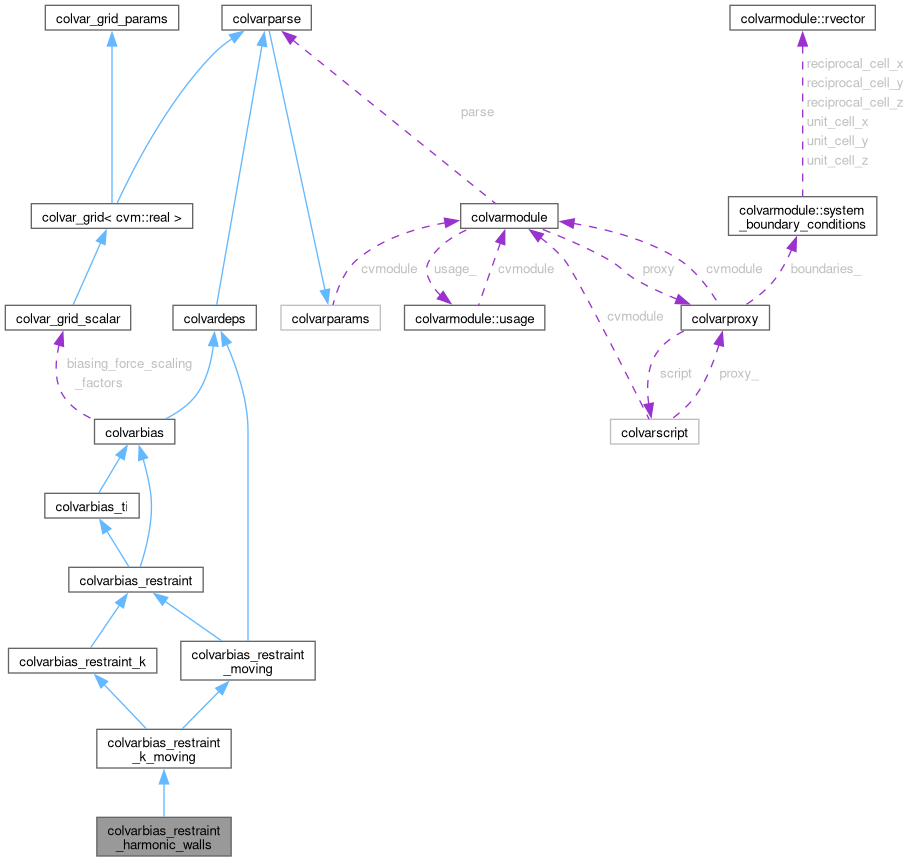 colvar_grid_params
colvarparse
colvarmodule::rvector
reciprocal_cell_x
reciprocal_cell_y
reciprocal_cell_z
unit_cell_x
unit_cell_y
unit_cell_z
parse
colvar_grid< cvm::real >
colvarmodule
colvarmodule::system
_boundary_conditions
cvmodule
usage_
cvmodule
proxy
cvmodule
boundaries_
colvar_grid_scalar
colvardeps
colvarparams
colvarmodule::usage
cvmodule
colvarproxy
biasing_force_scaling
_factors
script
proxy_
colvarbias
colvarscript
colvarbias_ti
colvarbias_restraint
colvarbias_restraint_k
colvarbias_restraint
_moving
colvarbias_restraint
_k_moving
colvarbias_restraint
_harmonic_walls